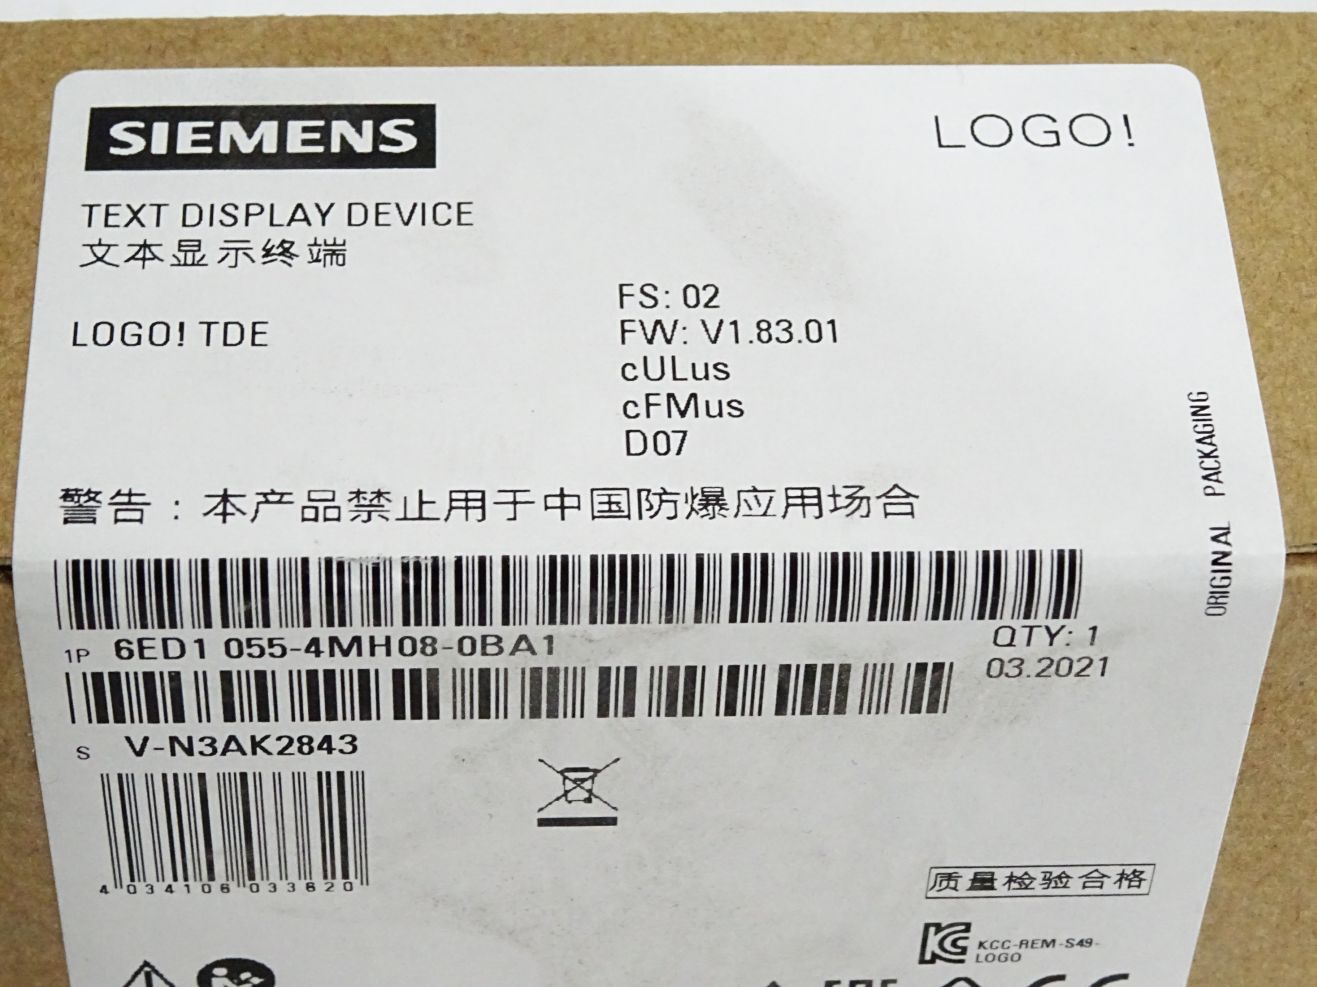 SIEMENS
LOGO!
TEXT DISPLAY DEVICE
文本显示终端
LOGO! TDE
FS: 02
FW: V1.83.01
cULus
cFMus
D07
ORIGINAL PACKAGING
警告：本产品禁止用于中国防爆应用场合
1P 6ED1 055-4MH08-0BA1
QTY: 1
03.2021
S V-N3AK2843
4 034106 033620
质量检验合格
KCC-REM-S49-
LOGO